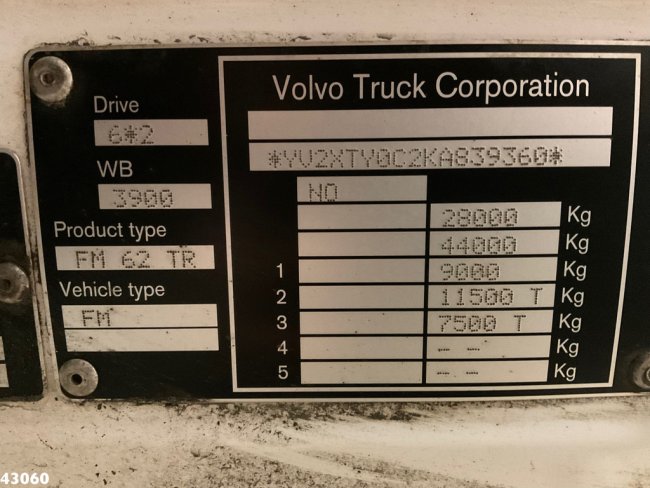 Volvo Truck Corporation
Drive
6*2
*YV2XTY0C2KA839360*
WB
3900
NO
Product type
FM 62 TR
Vehicle type
FM
28000 Kg
44000 Kg
1 9000 Kg
2 11500 T Kg
3 7500 T Kg
4 -- -- Kg
5 -- -- Kg
43060